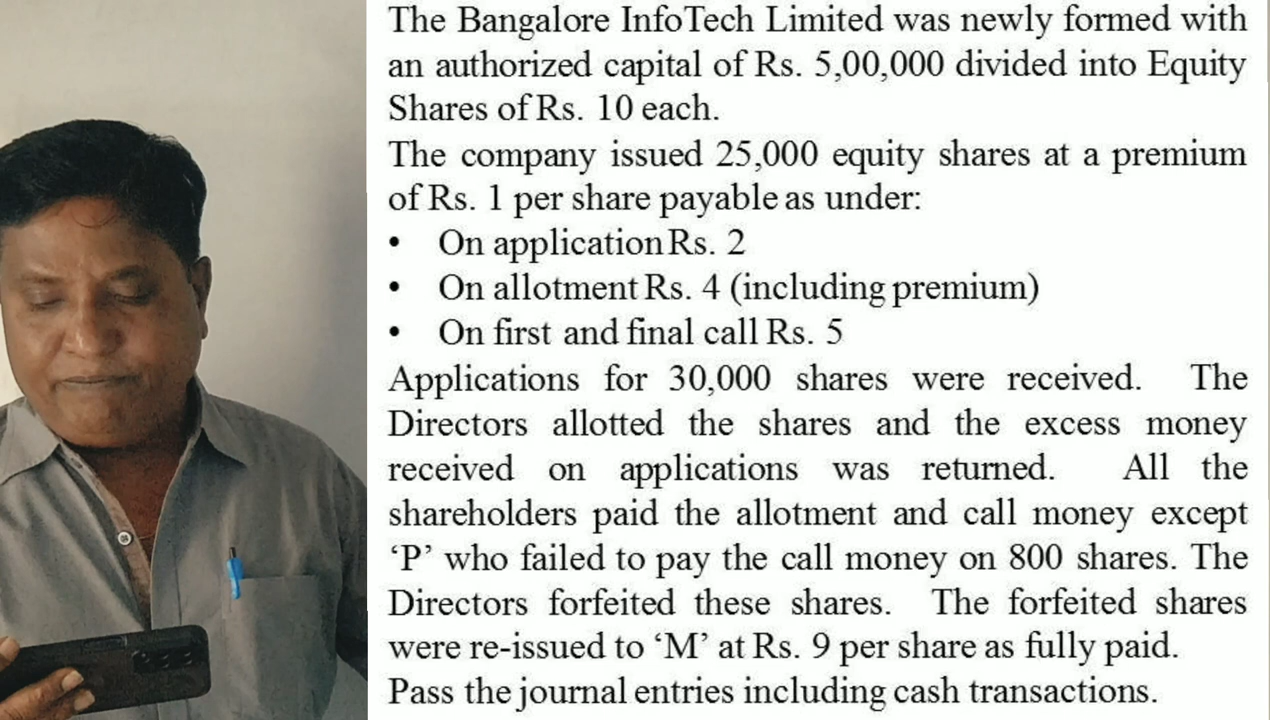 The Bangalore InfoTech Limited was newly formed with
an authorized capital of Rs. 5,00,000 divided into Equity
Shares of Rs. 10 each.
The company issued 25,000 equity shares at a premium
of Rs. 1 per share payable as under:
• On application Rs. 2
• On allotment Rs. 4 (including premium)
• On first and final call Rs. 5
Applications for 30,000 shares were received. The
Directors allotted the shares and the excess money
received on applications was returned. All the
shareholders paid the allotment and call money except
‘P’ who failed to pay the call money on 800 shares. The
Directors forfeited these shares. The forfeited shares
were re-issued to ‘M’ at Rs. 9 per share as fully paid.
Pass the journal entries including cash transactions.